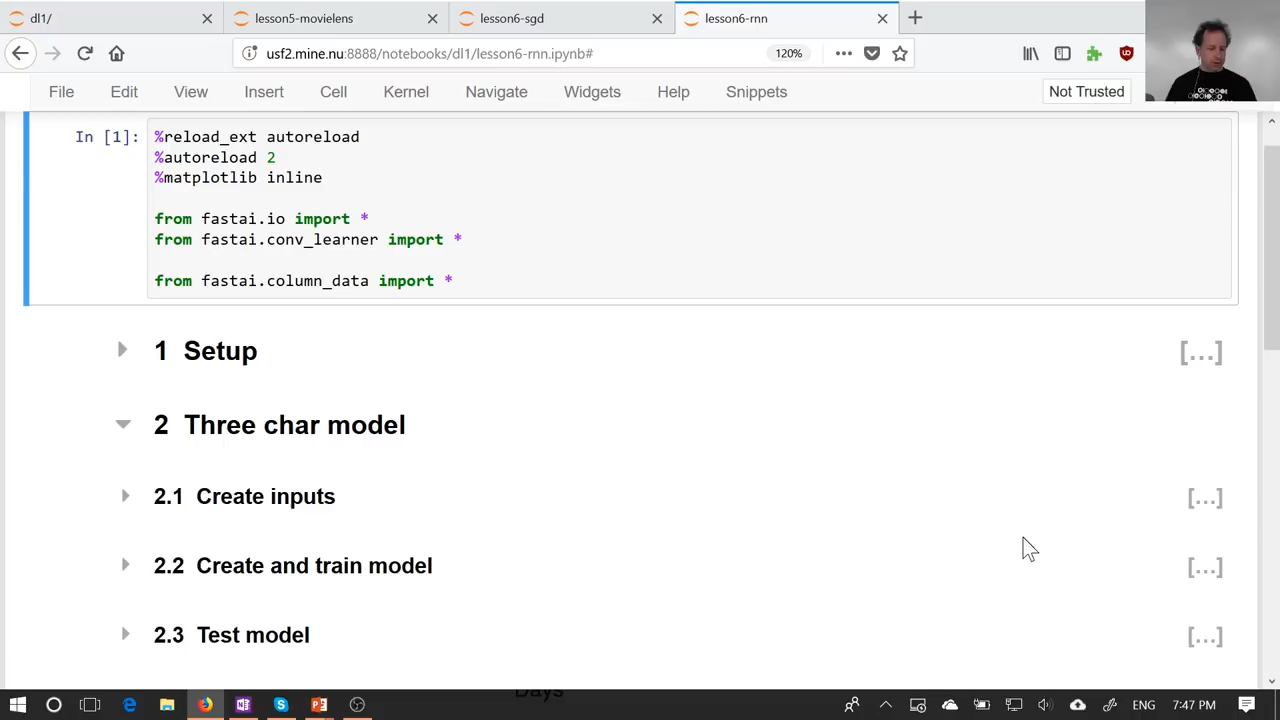 dl1/
lesson5-movielens
lesson6-sgd
lesson6-rnn
usf2.mine.nu:8888/notebooks/dl1/lesson6-rnn.ipynb#
120%
File Edit View Insert Cell Kernel Navigate Widgets Help Snippets
Not Trusted
In [1]:
%reload_ext autoreload
%autoreload 2
%matplotlib inline
from fastai.io import *
from fastai.conv_learner import *
from fastai.column_data import *
1 Setup
[...]
2 Three char model
2.1 Create inputs
[...]
2.2 Create and train model
[...]
2.3 Test model
[...]
Days
ENG 7:47 PM